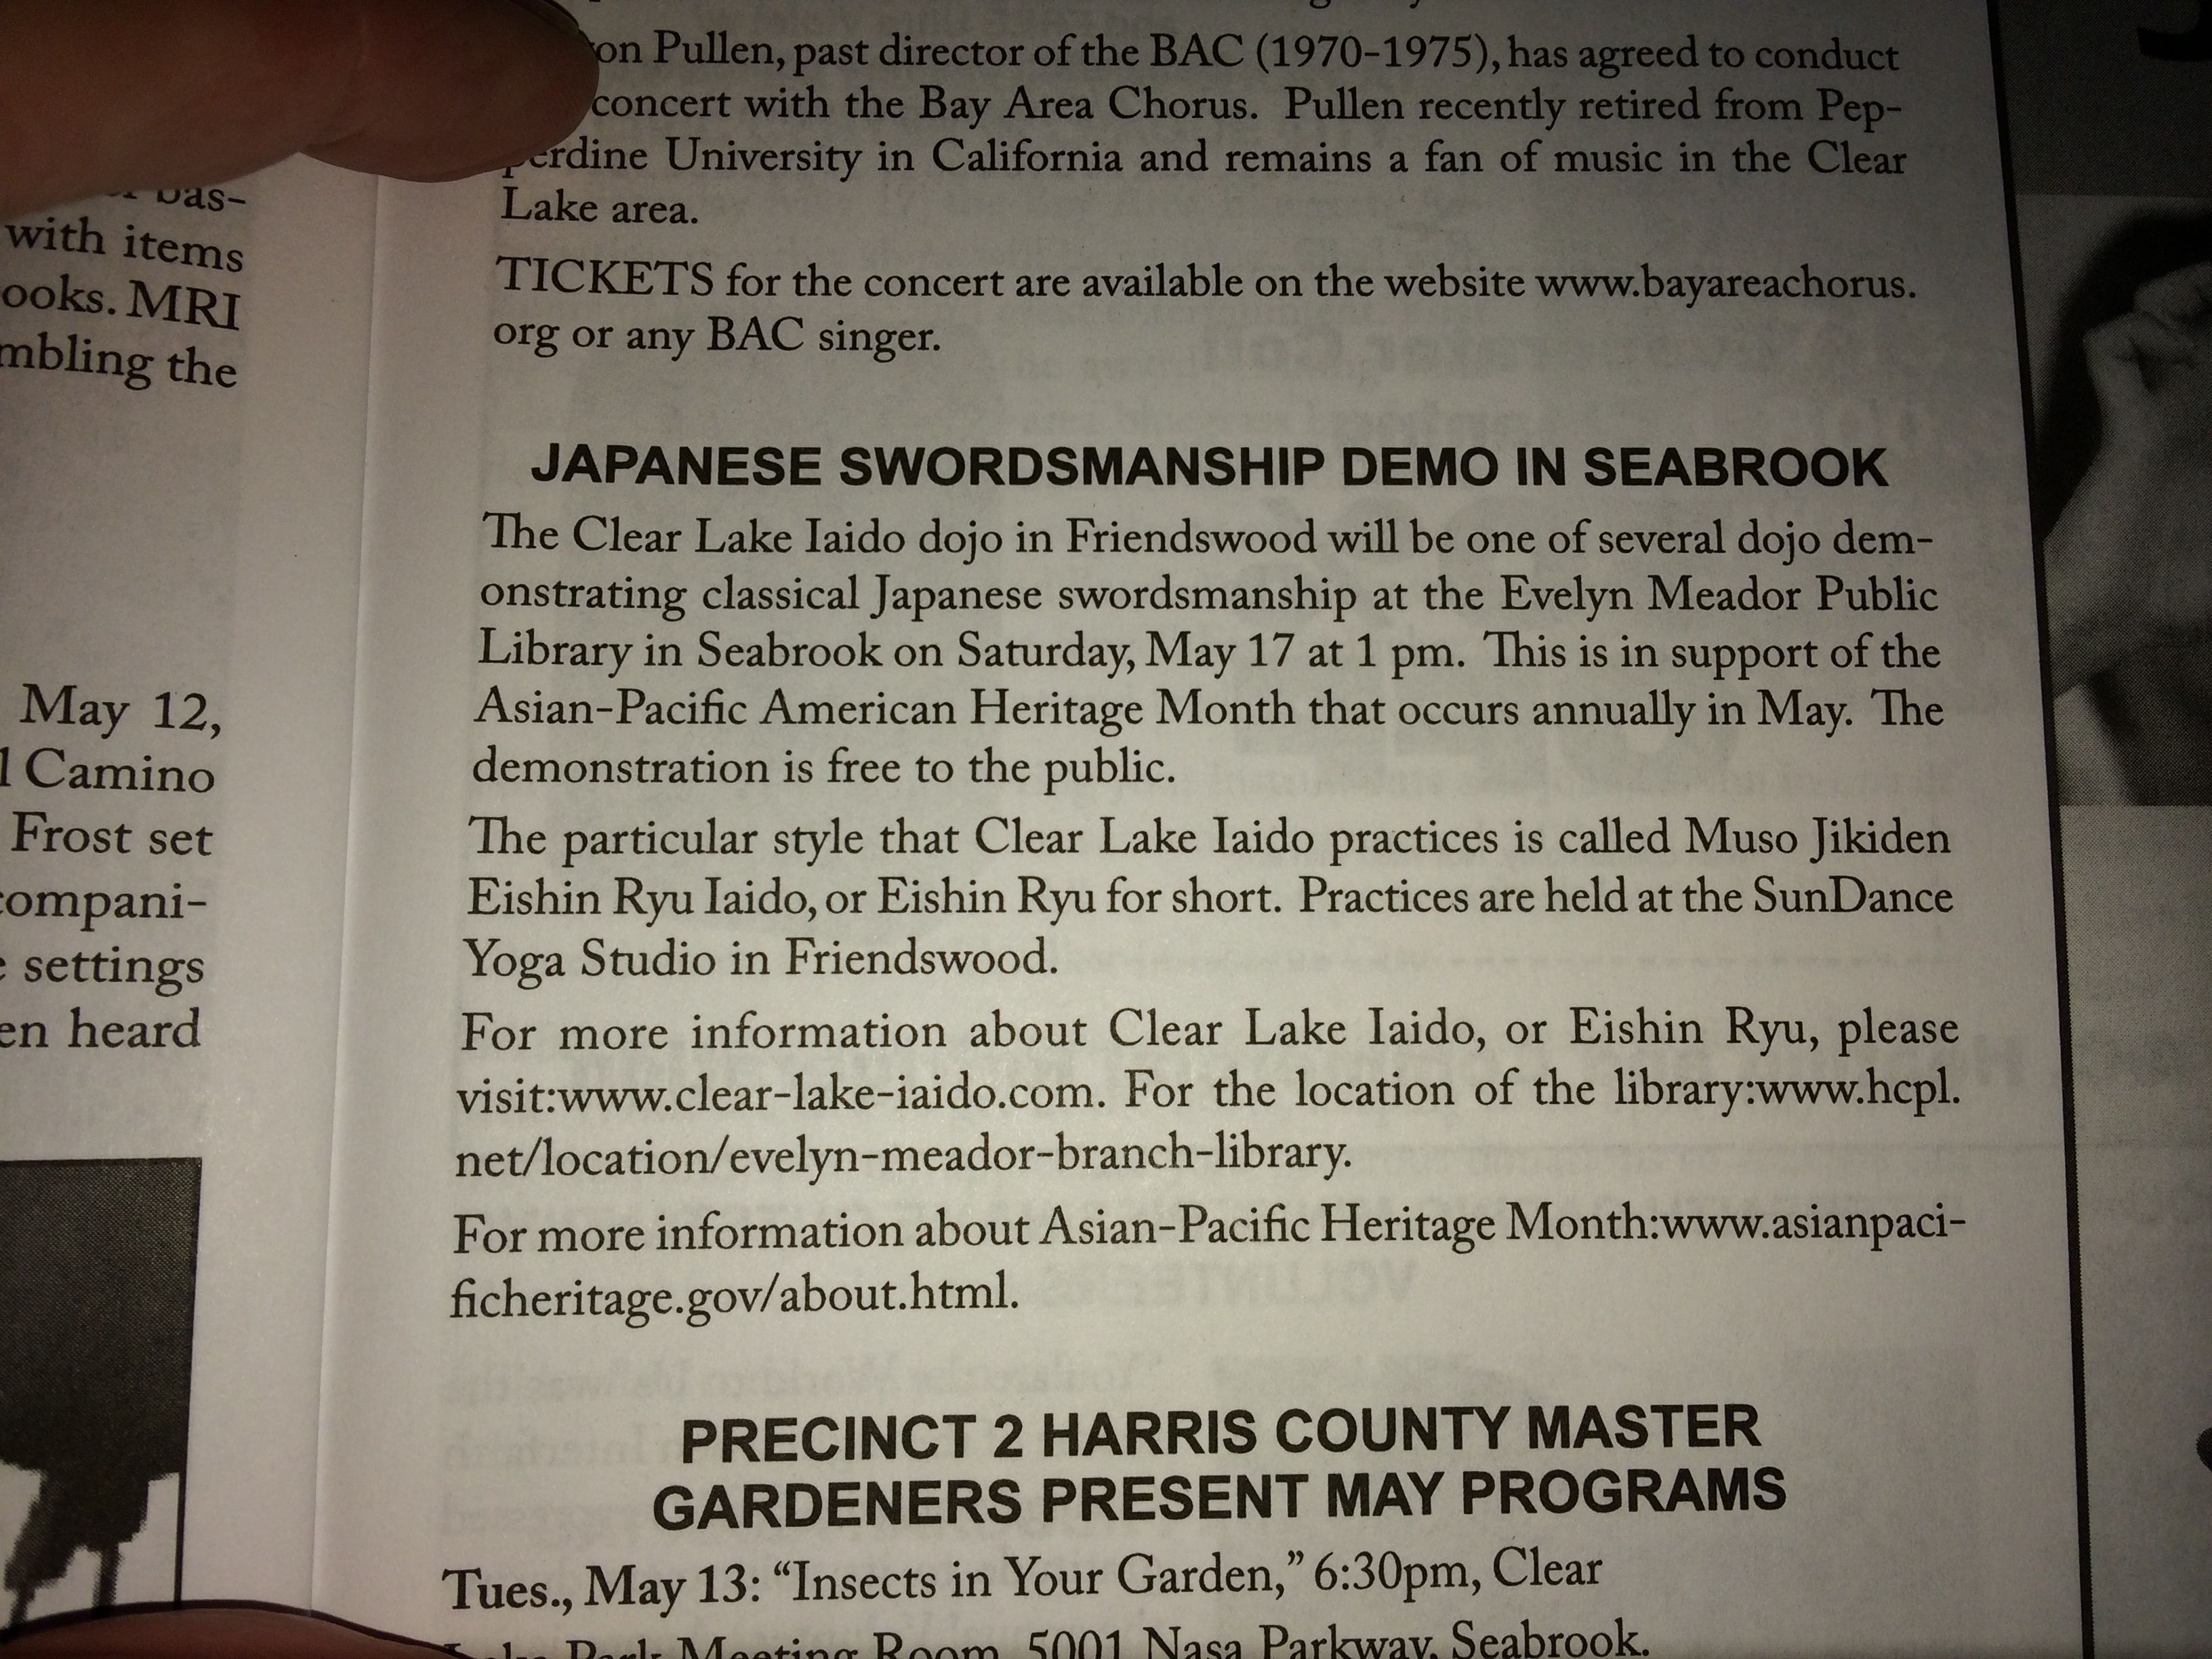 with items
MRI
the
May 12,
Camino
Frost set
settings
heard
Pullen, past director of the BAC (1970-1975), has agreed to conduct
concert with the Bay Area Chorus. Pullen recently retired from Pep-
perdine University in California and remains a fan of music in the Clear
Lake area.
TICKETS for the concert are available on the website www.bayareachorus.
org or any BAC singer.
JAPANESE SWORDSMANSHIP DEMO IN SEABROOK
The Clear Lake Iaido dojo in Friendswood will be one of several dojo dem-
onstrating classical Japanese swordsmanship at the Evelyn Meador Public
Library in Seabrook on Saturday, May 17 at 1 pm. This is in support of the
Asian-Pacific American Heritage Month that occurs annually in May. The
demonstration is free to the public.
The particular style that Clear Lake Iaido practices is called Muso Jikiden
Eishin Ryu Iaido, or Eishin Ryu for short. Practices are held at the SunDance
Yoga Studio in Friendswood.
For more information about Clear Lake Iaido, or Eishin Ryu, please
visit:www.clear-lake-iaido.com. For the location of the library:www.hcpl.
net/location/evelyn-meador-branch-library.
For more information about Asian-Pacific Heritage Month:www.asianpaci-
ficheritage.gov/about.html.
PRECINCT 2 HARRIS COUNTY MASTER
GARDENERS PRESENT MAY PROGRAMS
Tues., May 13: “Insects in Your Garden,” 6:30pm, Clear
Lake Park Meeting Room, 5001 Nasa Parkway, Seabrook.